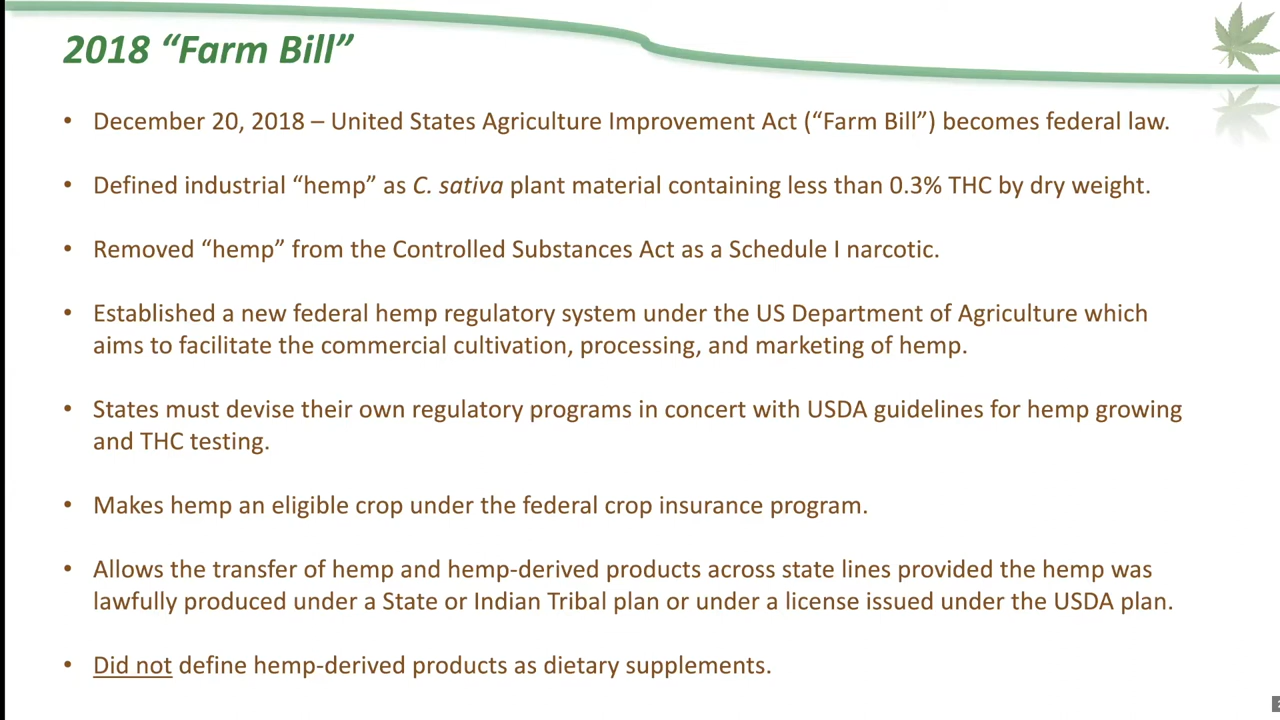 2018 “Farm Bill”
• December 20, 2018 – United States Agriculture Improvement Act (“Farm Bill”) becomes federal law.
• Defined industrial “hemp” as C. sativa plant material containing less than 0.3% THC by dry weight.
• Removed “hemp” from the Controlled Substances Act as a Schedule I narcotic.
• Established a new federal hemp regulatory system under the US Department of Agriculture which
aims to facilitate the commercial cultivation, processing, and marketing of hemp.
• States must devise their own regulatory programs in concert with USDA guidelines for hemp growing
and THC testing.
• Makes hemp an eligible crop under the federal crop insurance program.
• Allows the transfer of hemp and hemp-derived products across state lines provided the hemp was
lawfully produced under a State or Indian Tribal plan or under a license issued under the USDA plan.
• Did not define hemp-derived products as dietary supplements.